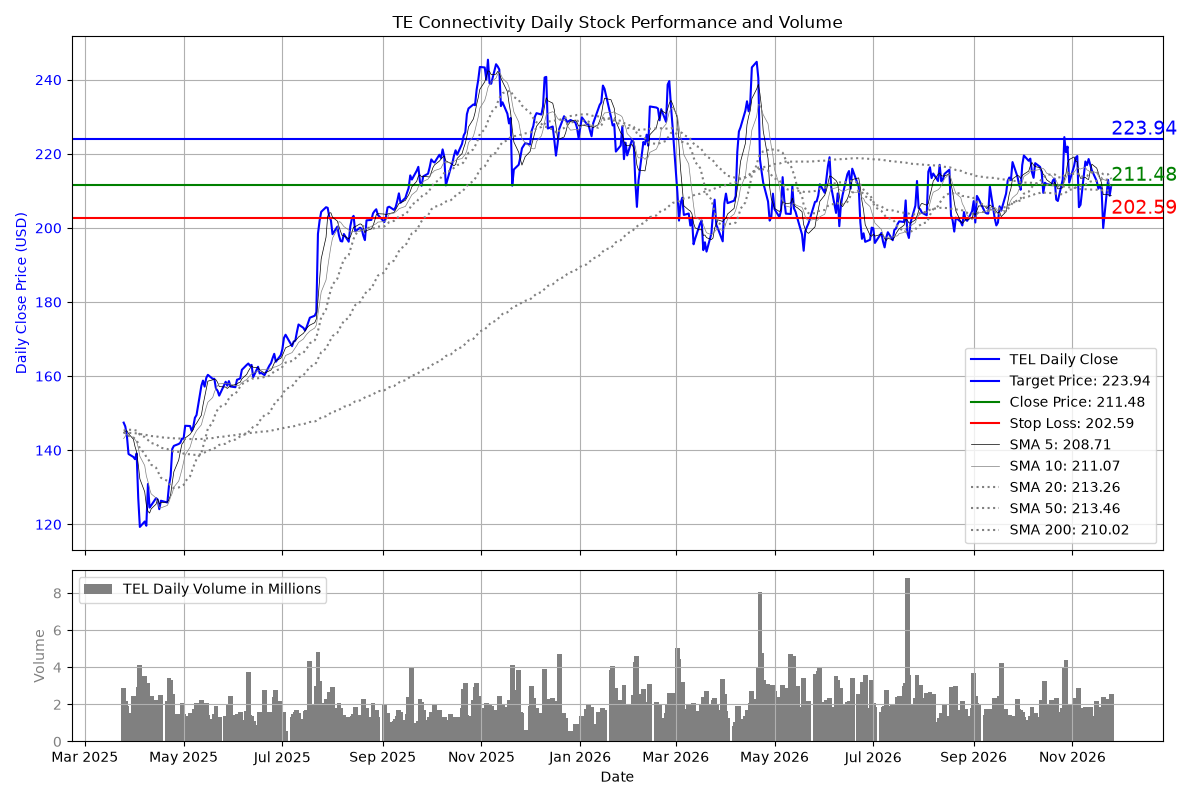 TE Connectivity Daily Stock Performance and Volume
Daily Close Price (USD)
240
220
200
180
160
140
120
223.94
211.48
202.59
TEL Daily Close
Target Price: 223.94
Close Price: 211.48
Stop Loss: 202.59
SMA 5: 208.71
SMA 10: 211.07
SMA 20: 213.26
SMA 50: 213.46
SMA 200: 210.02
TEL Daily Volume in Millions
Volume
8
6
4
2
0
Mar 2025
May 2025
Jul 2025
Sep 2025
Nov 2025
Jan 2026
Mar 2026
May 2026
Jul 2026
Sep 2026
Nov 2026
Date